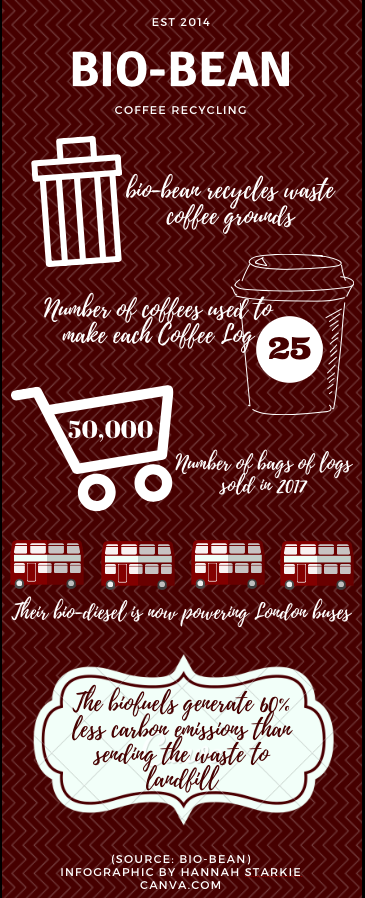 EST 2014
BIO-BEAN
COFFEE RECYCLING
bio-bean recycles waste
coffee grounds
Number of coffees used to
make each Coffee Log
25
50,000
Number of bags of logs
sold in 2017
Their bio-diesel is now powering London buses
The biofuels generate 60%
less carbon emissions than
sending the waste to
landfill
(SOURCE: BIO-BEAN)
INFOGRAPHIC BY HANNAH STARKIE
CANVA.COM